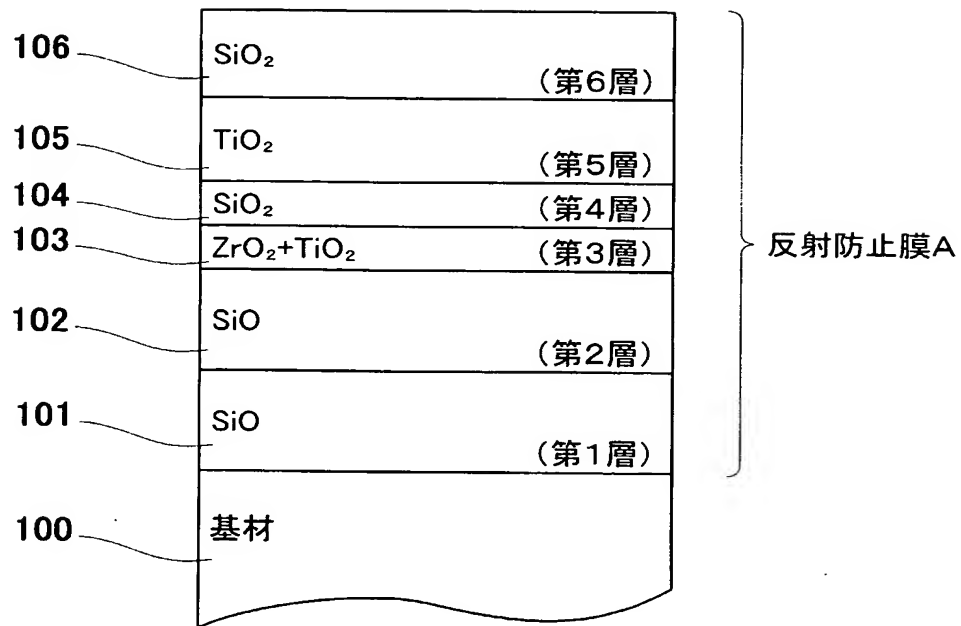 106
SiO₂
(第6層)
105
TiO₂
(第5層)
104
SiO₂
(第4層)
103
ZrO₂+TiO₂
(第3層)
反射防止膜A
102
SiO
(第2層)
101
SiO
(第1層)
100
基材